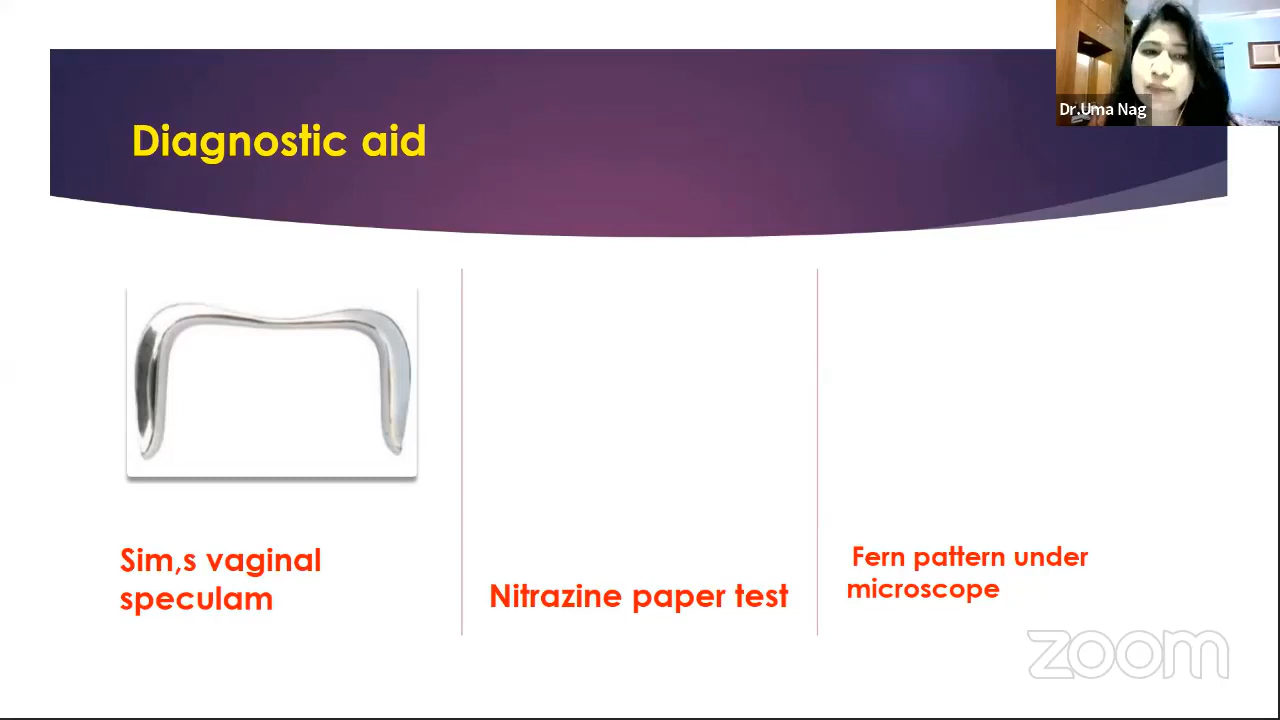 Dr.Uma Nag
Diagnostic aid
Sim,s vaginal
speculam
Nitrazine paper test
Fern pattern under
microscope
zoom